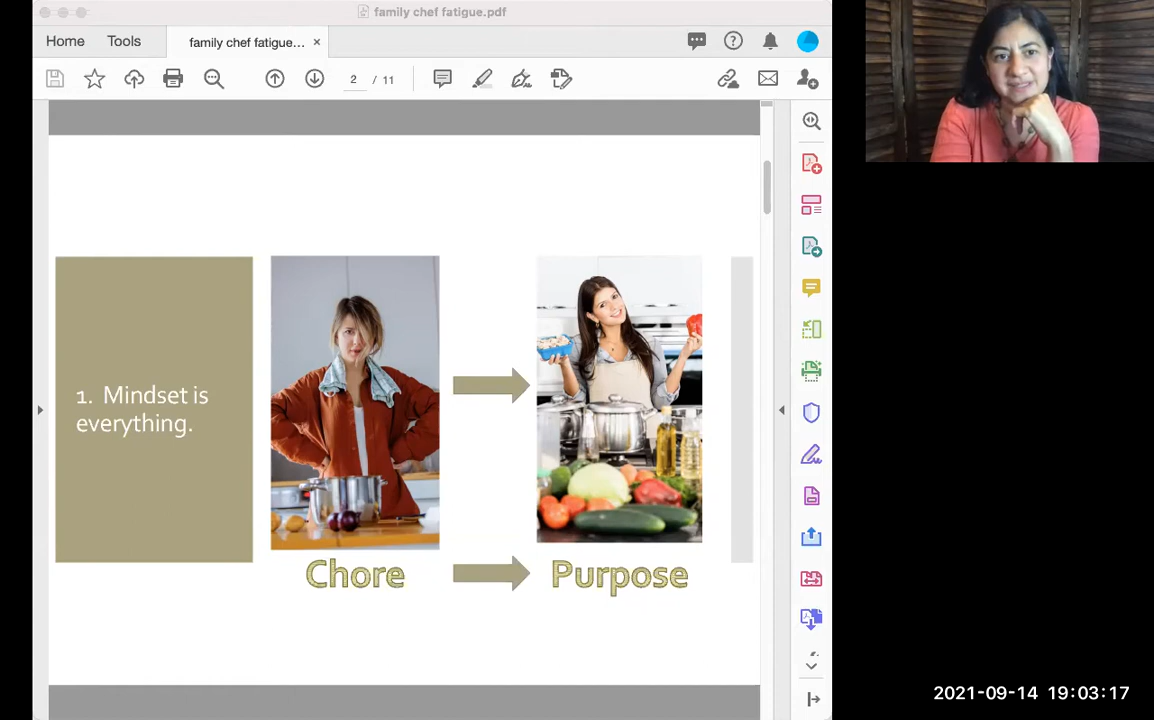 family chef fatigue.pdf
Home
Tools
family chef fatigue...
2 / 11
1. Mindset is
everything.
Chore
Purpose
2021-09-14 19:03:17